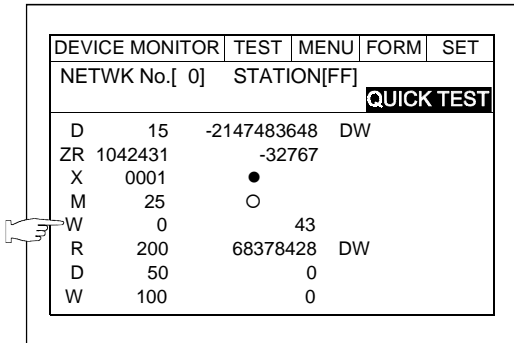 DEVICE MONITOR TEST MENU FORM SET
NETWK No.[ 0] STATION[FF]
QUICK TEST
D 15 -2147483648 DW
ZR 1042431 -32767
X 0001 ●
M 25 ○
W 0 43
R 200 68378428 DW
D 50 0
W 100 0